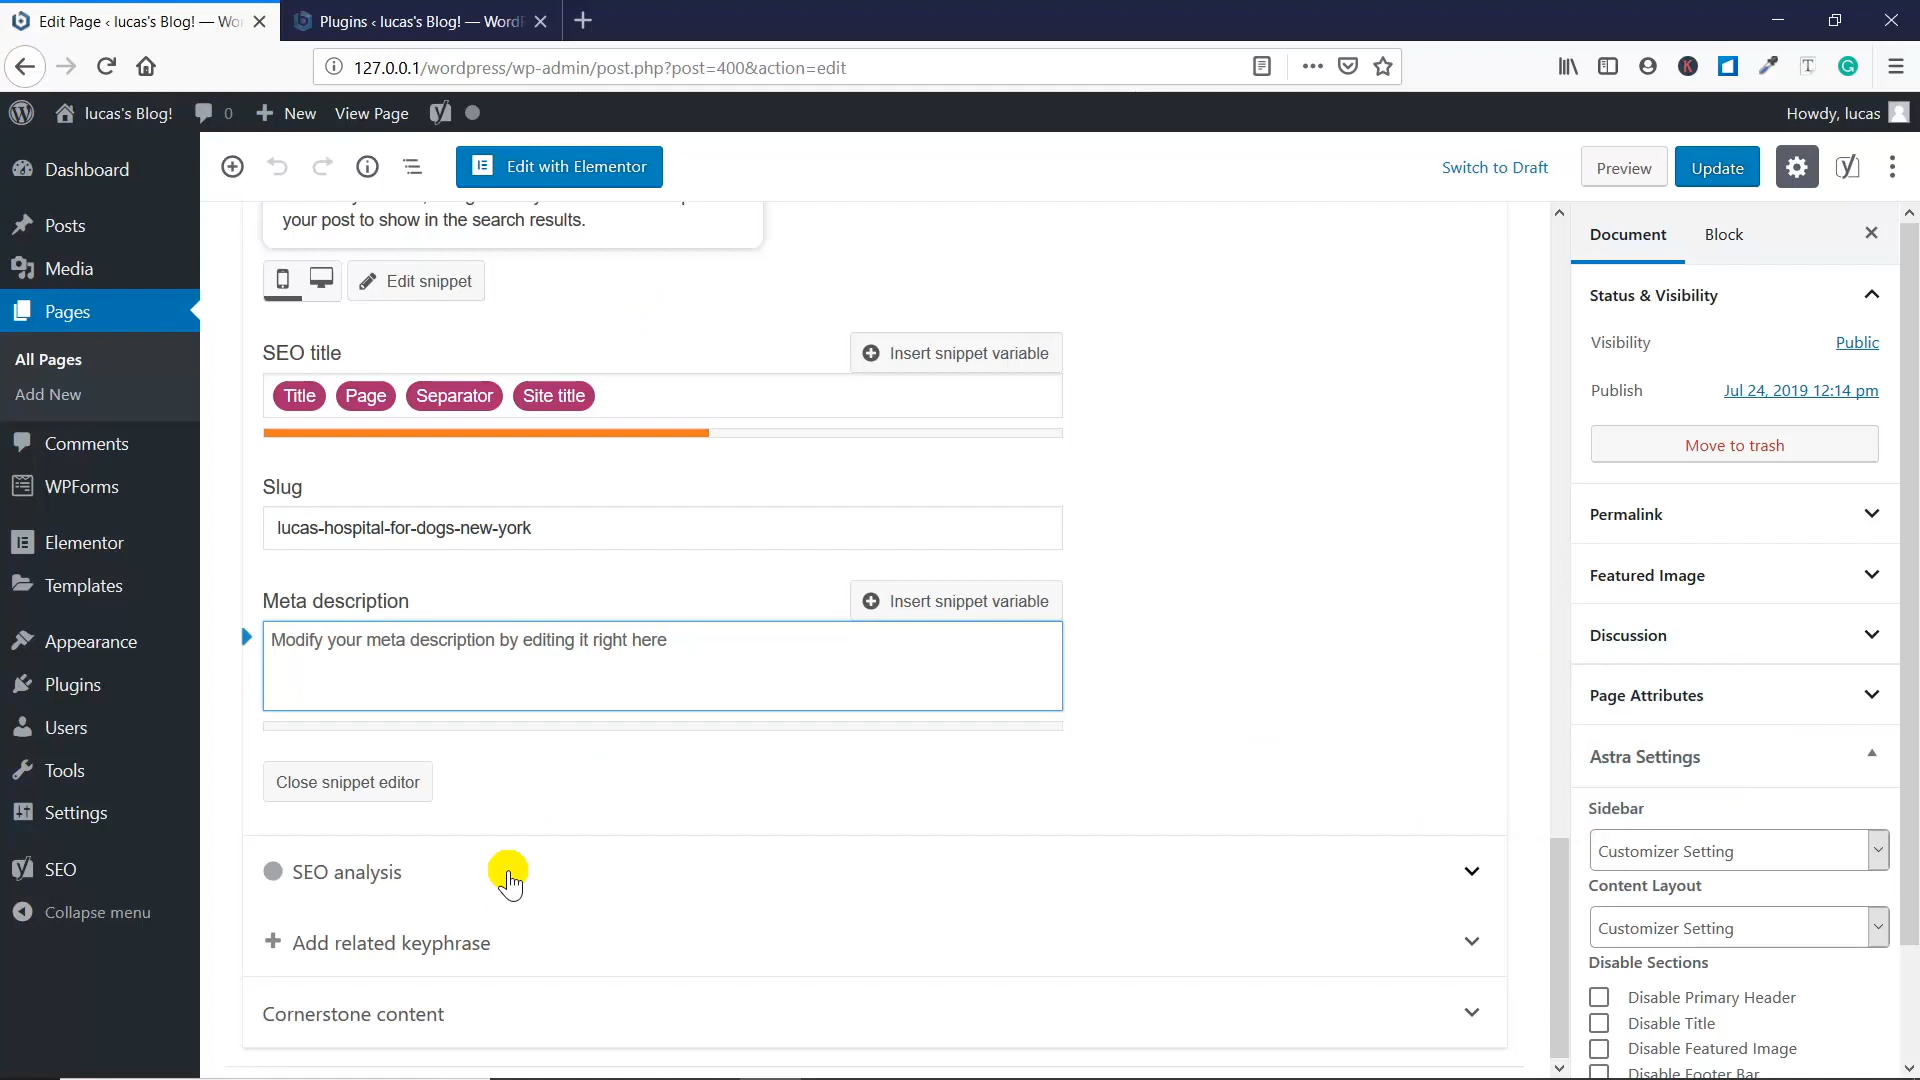 Edit Page ‹ lucas's Blog! — Wo
Plugins ‹ lucas's Blog! — Word
127.0.0.1/wordpress/wp-admin/post.php?post=400&action=edit
lucas's Blog!
0
New
View Page
Howdy, lucas
Dashboard
Posts
Media
Pages
All Pages
Add New
Comments
WPForms
Elementor
Templates
Appearance
Plugins
Users
Tools
Settings
SEO
Collapse menu
Edit with Elementor
Switch to Draft
Preview
Update
your post to show in the search results.
Edit snippet
SEO title
Insert snippet variable
Title
Page
Separator
Site title
Slug
lucas-hospital-for-dogs-new-york
Meta description
Insert snippet variable
Modify your meta description by editing it right here
Close snippet editor
SEO analysis
Add related keyphrase
Cornerstone content
Document
Block
Status & Visibility
Visibility
Public
Publish
Jul 24, 2019 12:14 pm
Move to trash
Permalink
Featured Image
Discussion
Page Attributes
Astra Settings
Sidebar
Customizer Setting
Content Layout
Customizer Setting
Disable Sections
Disable Primary Header
Disable Title
Disable Featured Image
Disable Footer Bar